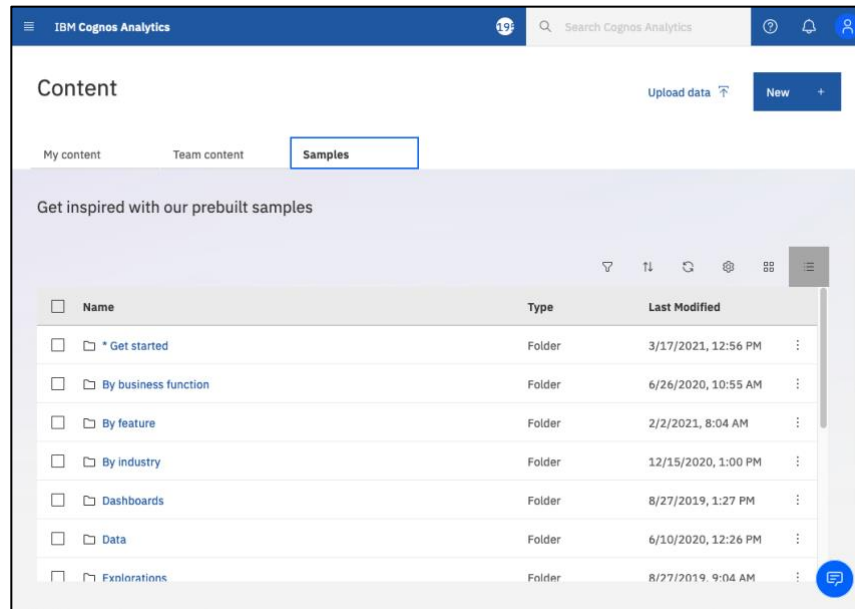 IBM Cognos Analytics
195
Search Cognos Analytics
Content
Upload data
New +
My content Team content Samples
Get inspired with our prebuilt samples
Name Type Last Modified
* Get started Folder 3/17/2021, 12:56 PM
By business function Folder 6/26/2020, 10:55 AM
By feature Folder 2/2/2021, 8:04 AM
By industry Folder 12/15/2020, 1:00 PM
Dashboards Folder 8/27/2019, 1:27 PM
Data Folder 6/10/2020, 12:26 PM
Explorations Folder 8/27/2019, 9:04 AM